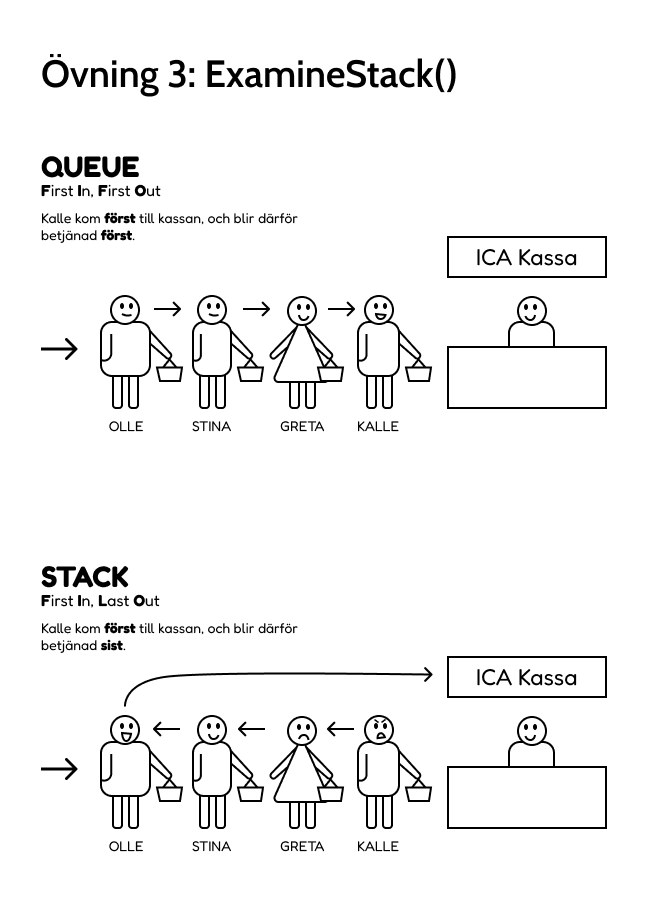 Övning 3: ExamineStack()
QUEUE
First In, First Out
Kalle kom först till kassan, och blir därför
betjänad först.
ICA Kassa
OLLE STINA GRETA KALLE
STACK
First In, Last Out
Kalle kom först till kassan, och blir därför
betjänad sist.
ICA Kassa
OLLE STINA GRETA KALLE